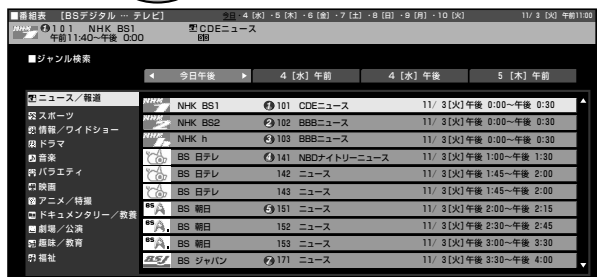 ■番組表 [BSデジタル … テレビ] 今日・4 [水]・5 [木]・6 [金]・7 [土]・8 [日]・9 [月]・10 [火] 11/ 3 [火] 午前11:00
NHK 1 101 NHK BS1 CDEニュース
午前11:40〜午後 0:00
■ジャンル検索
◀ 今日午後 ▶ 4 [水] 午前 4 [水] 午後 5 [木] 午前
ニュース／報道
スポーツ
情報／ワイドショー
ドラマ
音楽
バラエティ
映画
アニメ／特撮
ドキュメンタリー／教養
劇場／公演
趣味／教育
福祉
NHK BS1 1 101 CDEニュース 11/ 3[火]午後 0:00〜午後 0:30
NHK BS2 2 102 BBBニュース 11/ 3[火]午後 0:00〜午後 0:30
NHK h 3 103 BBBニュース 11/ 3[火]午後 0:00〜午後 0:30
BS 日テレ 4 141 NBDナイトリーニュース 11/ 3[火]午後 1:00〜午後 1:30
BS 日テレ 142 ニュース 11/ 3[火]午後 1:45〜午後 2:00
BS 日テレ 143 ニュース 11/ 3[火]午後 1:45〜午後 2:00
BS 朝日 5 151 ニュース 11/ 3[火]午後 2:00〜午後 2:15
BS 朝日 152 ニュース 11/ 3[火]午後 2:30〜午後 2:45
BS 朝日 153 ニュース 11/ 3[火]午後 3:00〜午後 3:30
BSJ BS ジャパン 7 171 ニュース 11/ 3[火]午後 3:30〜午後 4:00